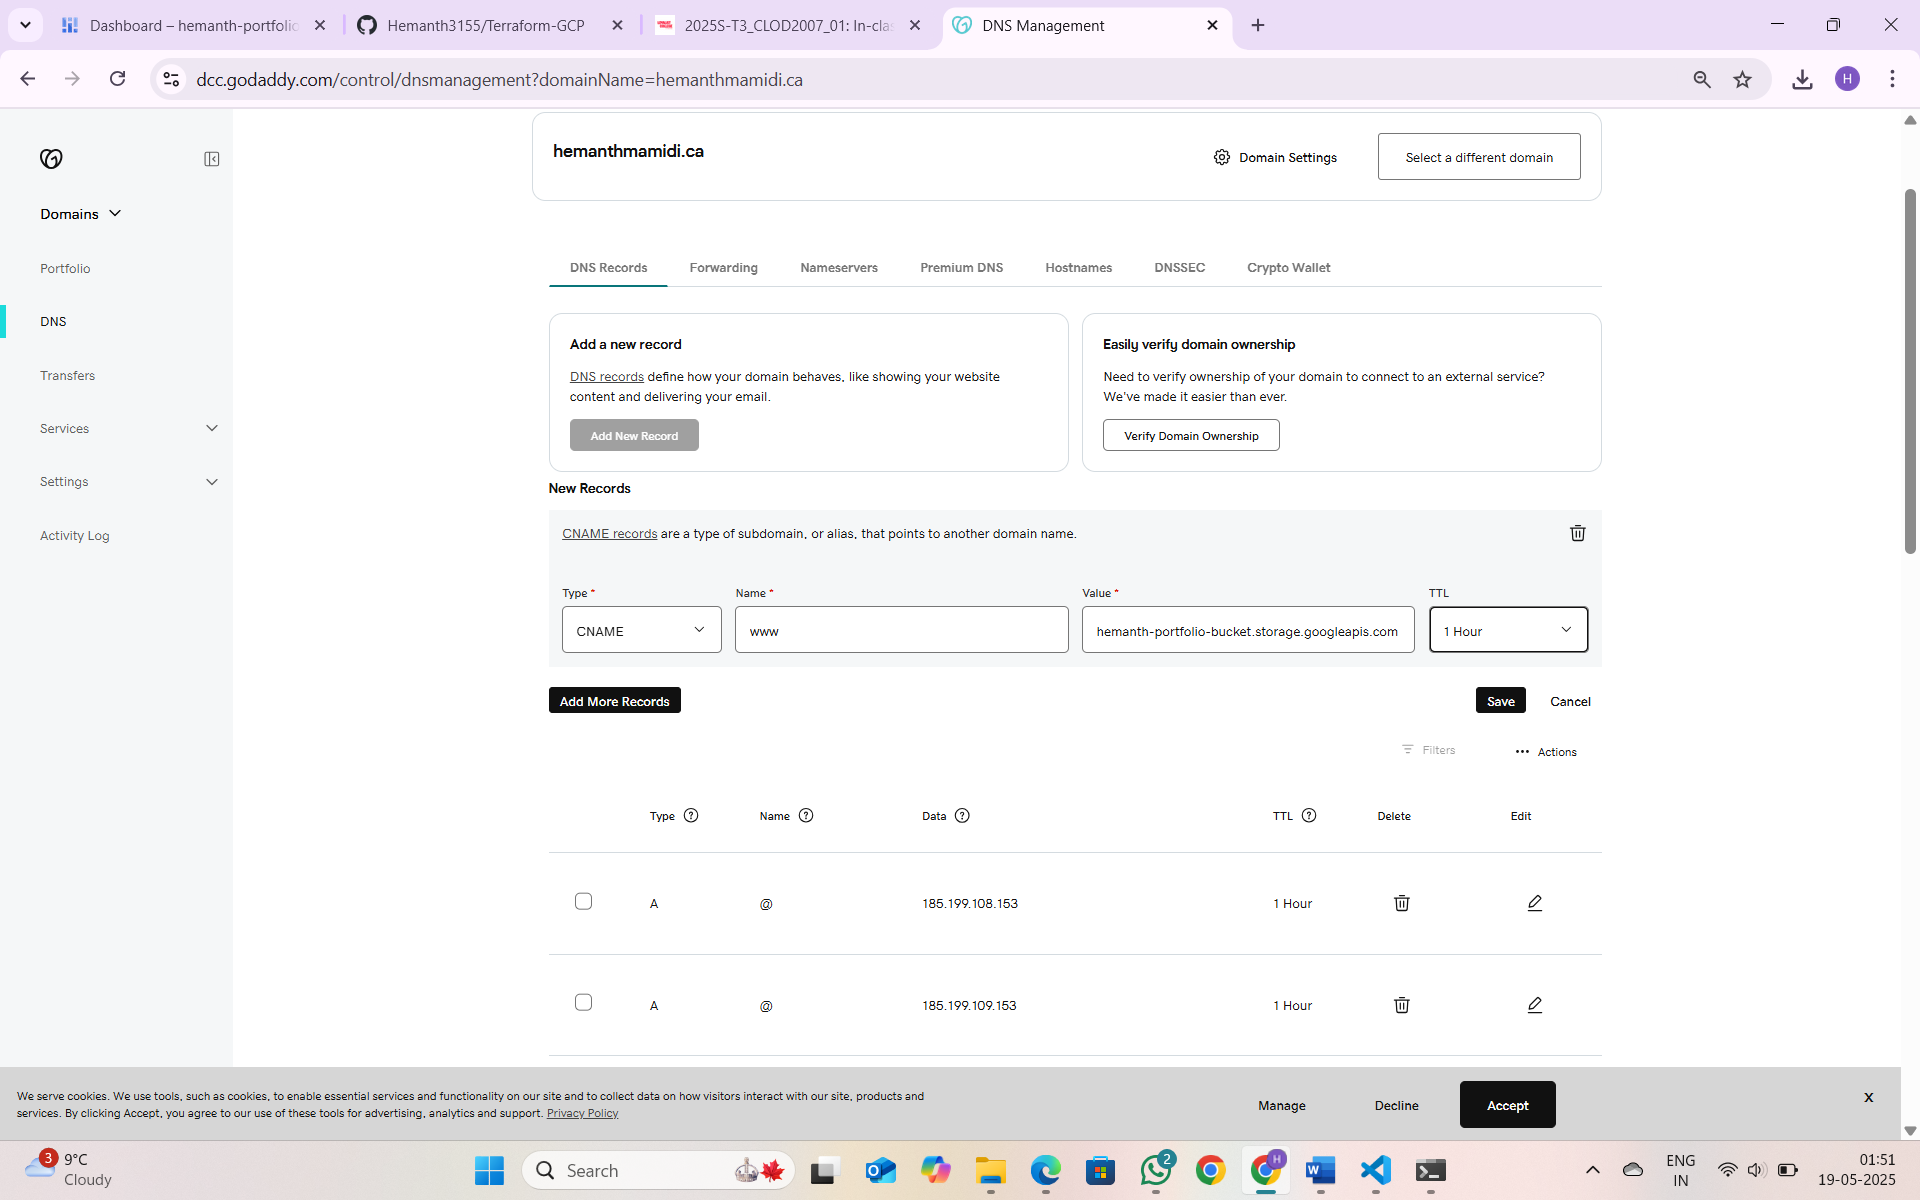 Dashboard – hemanth-portfolio
Hemanth3155/Terraform-GCP
2025S-T3_CLOD2007_01: In-cla
DNS Management
dcc.godaddy.com/control/dnsmanagement?domainName=hemanthmamidi.ca
H
hemanthmamidi.ca
Domain Settings
Select a different domain
Domains
Portfolio
DNS
Transfers
Services
Settings
Activity Log
DNS Records
Forwarding
Nameservers
Premium DNS
Hostnames
DNSSEC
Crypto Wallet
Add a new record
DNS records define how your domain behaves, like showing your website
content and delivering your email.
Add New Record
Easily verify domain ownership
Need to verify ownership of your domain to connect to an external service?
We've made it easier than ever.
Verify Domain Ownership
New Records
CNAME records are a type of subdomain, or alias, that points to another domain name.
Type *
Name *
Value *
TTL
CNAME
www
hemanth-portfolio-bucket.storage.googleapis.com
1 Hour
Add More Records
Save
Cancel
Filters
Actions
Type
Name
Data
TTL
Delete
Edit
A
@
185.199.108.153
1 Hour
A
@
185.199.109.153
1 Hour
We serve cookies. We use tools, such as cookies, to enable essential services and functionality on our site and to collect data on how visitors interact with our site, products and
services. By clicking Accept, you agree to our use of these tools for advertising, analytics and support. Privacy Policy
Manage
Decline
Accept
x
3
9°C
Cloudy
Search
2
H
ENG
IN
01:51
19-05-2025